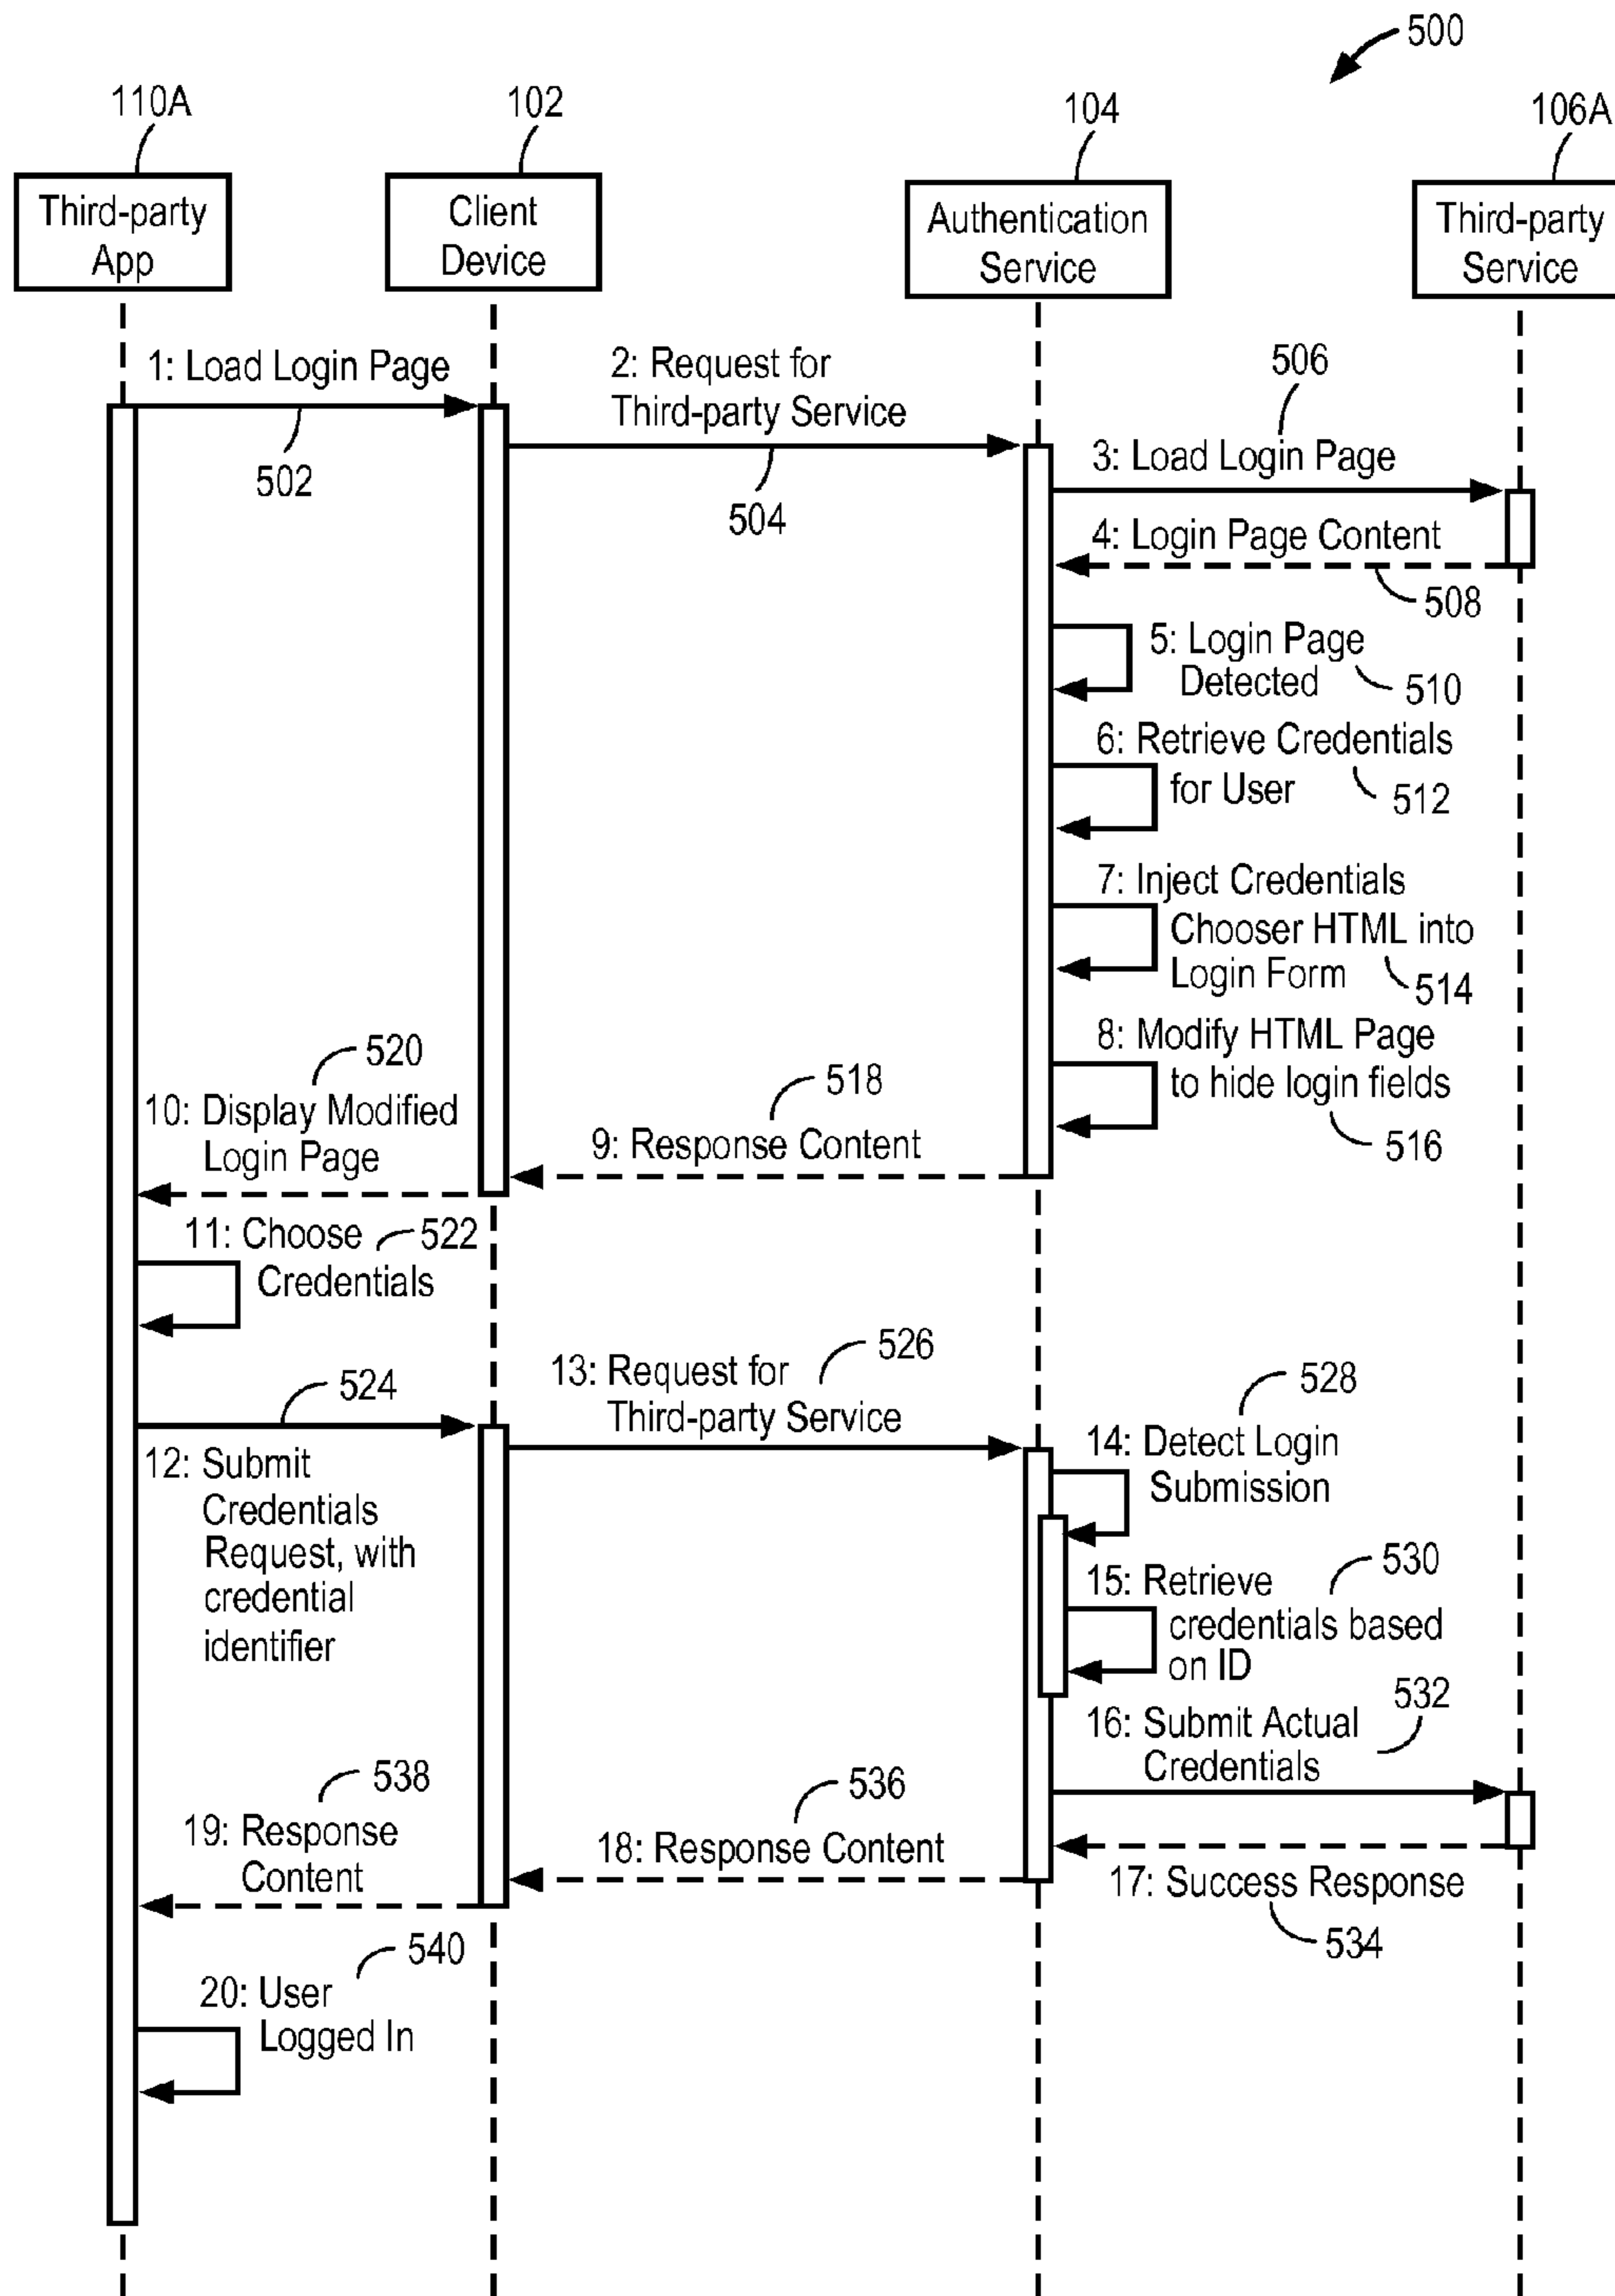 500
110A
102
104
106A
Third-party
App
Client
Device
Authentication
Service
Third-party
Service
1: Load Login Page
502
2: Request for
Third-party Service
504
506
3: Load Login Page
4: Login Page Content
508
5: Login Page
Detected
510
6: Retrieve Credentials
for User
512
7: Inject Credentials
Chooser HTML into
Login Form
514
8: Modify HTML Page
to hide login fields
516
518
9: Response Content
520
10: Display Modified
Login Page
11: Choose
Credentials
522
524
12: Submit
Credentials
Request, with
credential
identifier
526
13: Request for
Third-party Service
528
14: Detect Login
Submission
530
15: Retrieve
credentials based
on ID
532
16: Submit Actual
Credentials
17: Success Response
534
536
18: Response Content
538
19: Response
Content
540
20: User
Logged In